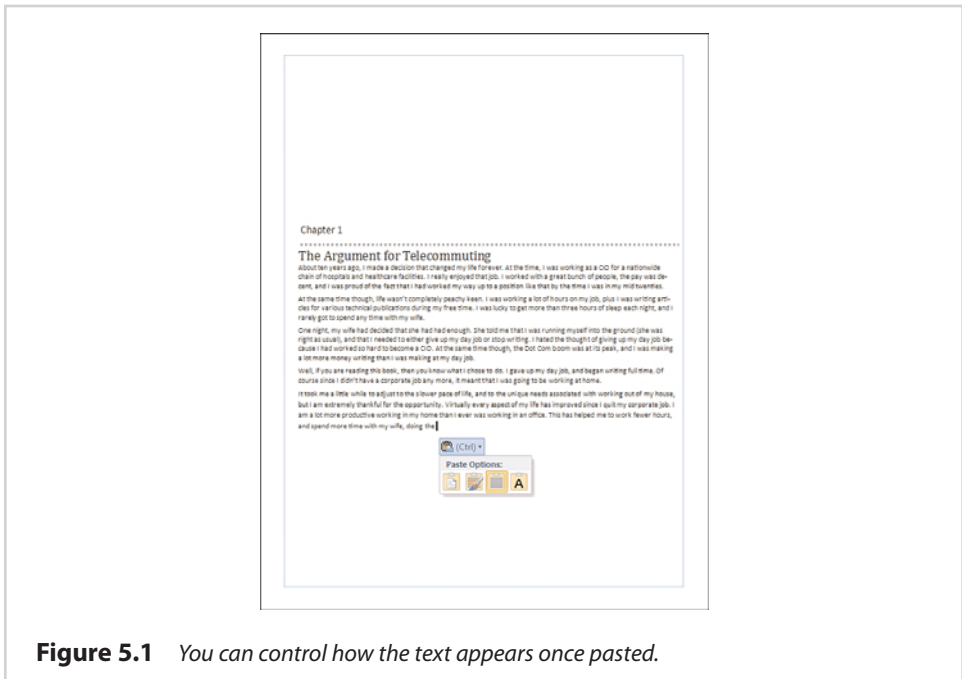 Chapter 1
The Argument for Telecommuting
About ten years ago, I made a decision that changed my life forever. At the time, I was working as a CIO for a nationwide
chain of hospitals and healthcare facilities. I really enjoyed that job. I worked with a great bunch of people, the pay was de-
cent, and I was proud of the fact that I had worked my way up to a position like that by the time I was in my mid twenties.
At the same time though, life wasn't completely peachy keen. I was working a lot of hours on my job, plus I was writing arti-
cles for various technical publications during my free time. I was lucky to get more than three hours of sleep each night, and I
rarely got to spend any time with my wife.
One night, my wife had decided that she had had enough. She told me that I was running myself into the ground (she was
right as usual), and that I needed to either give up my day job or stop writing. I hated the thought of giving up my day job be-
cause I had worked so hard to become a CIO. At the same time though, the Dot Com boom was at its peak, and I was making
a lot more money writing than I was making at my day job.
Well, if you are reading this book, then you know what I chose to do. I gave up my day job, and began writing full time. Of
course since I didn't have a corporate job any more, it meant that I was going to be working at home.
It took me a little while to adjust to the slower pace of life, and to the unique needs associated with working out of my house,
but I am extremely thankful for the opportunity. Virtually every aspect of my life has improved since I quit my corporate job. I
am a lot more productive working in my home than I ever was working in an office. This has helped me to work fewer hours,
and spend more time with my wife, doing the
(Ctrl)
Paste Options:
A
Figure 5.1 You can control how the text appears once pasted.